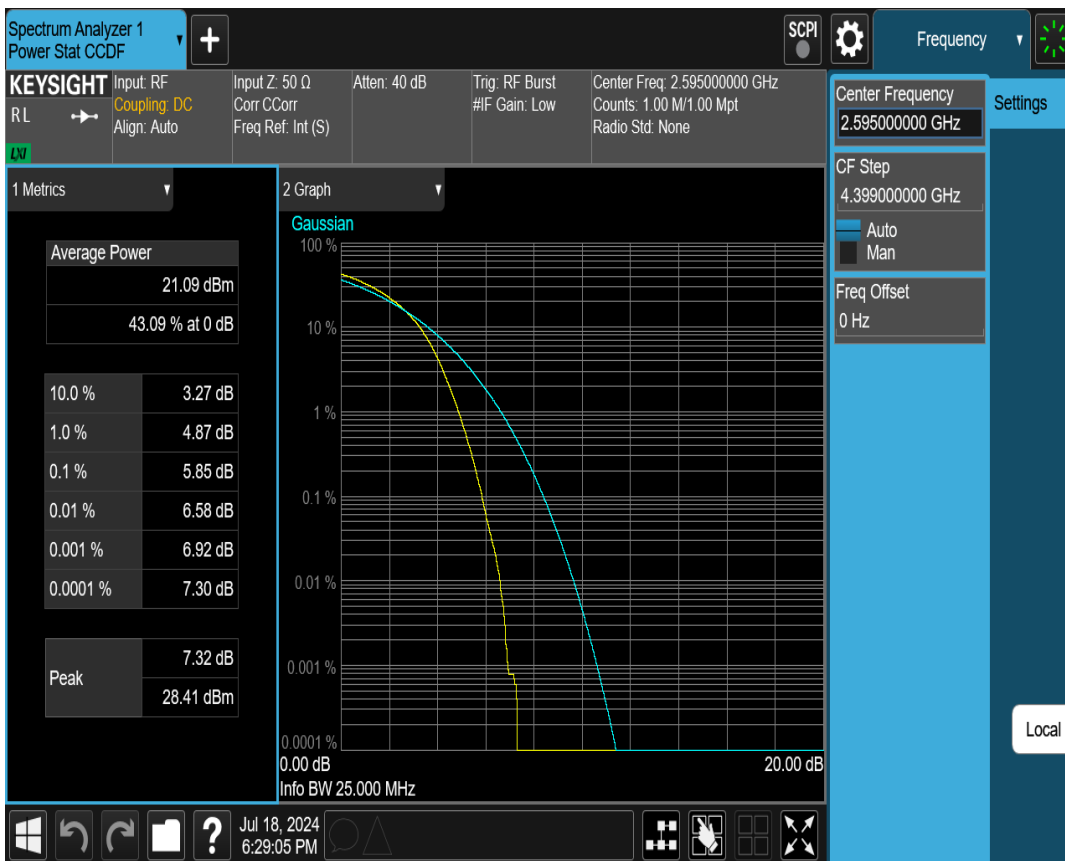 Spectrum Analyzer 1
Power Stat CCDF
SCPI
Frequency
KEYSIGHT
RL
LXI
Input: RF
Coupling: DC
Align: Auto
Input Z: 50 Ω
Corr CCorr
Freq Ref: Int (S)
Atten: 40 dB
Trig: RF Burst
#IF Gain: Low
Center Freq: 2.595000000 GHz
Counts: 1.00 M/1.00 Mpt
Radio Std: None
Center Frequency
2.595000000 GHz
Settings
CF Step
4.399000000 GHz
Auto
Man
Freq Offset
0 Hz
1 Metrics
Average Power
21.09 dBm
43.09 % at 0 dB
10.0 % 3.27 dB
1.0 % 4.87 dB
0.1 % 5.85 dB
0.01 % 6.58 dB
0.001 % 6.92 dB
0.0001 % 7.30 dB
Peak
7.32 dB
28.41 dBm
2 Graph
Gaussian
100 %
10 %
1 %
0.1 %
0.01 %
0.001 %
0.0001 %
0.00 dB
20.00 dB
Info BW 25.000 MHz
Local
?
Jul 18, 2024
6:29:05 PM